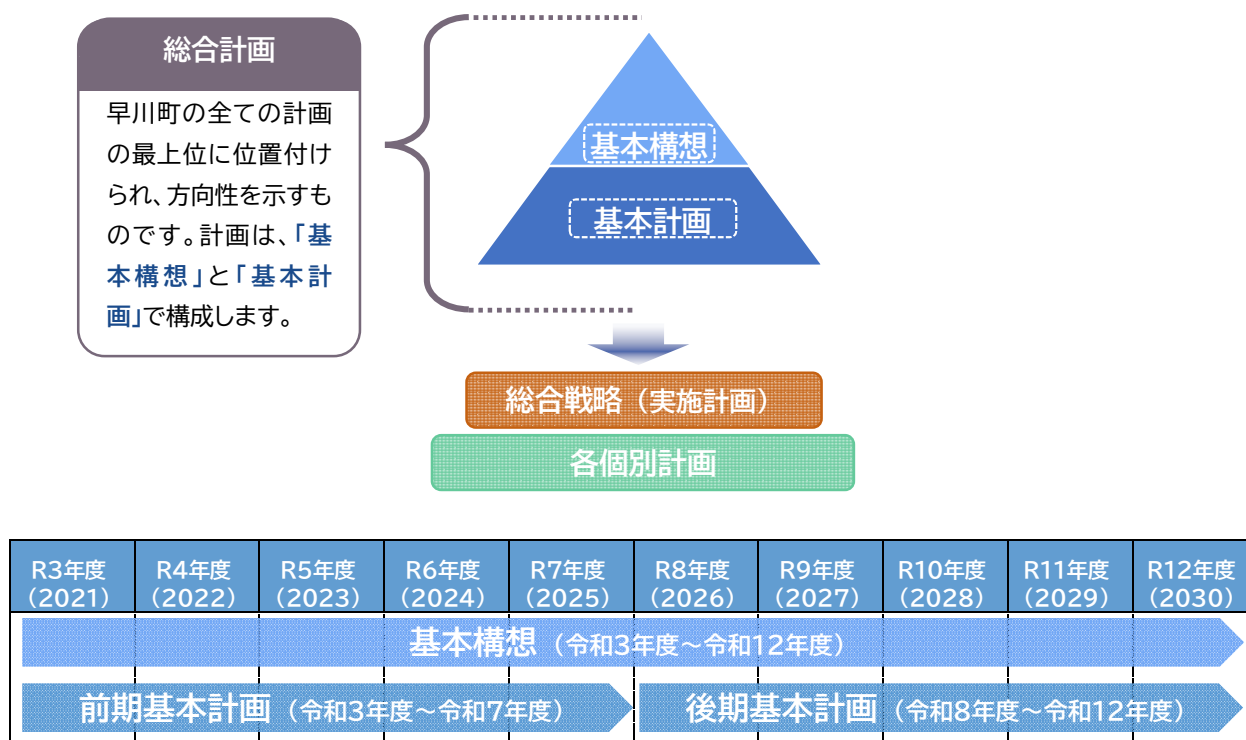 総合計画
早川町の全ての計画
の最上位に位置付け
られ、方向性を示すも
のです。計画は、「基
本構想」と「基本計
画」で構成します。
基本構想
基本計画
総合戦略（実施計画）
各個別計画
R3年度 R4年度 R5年度 R6年度 R7年度 R8年度 R9年度 R10年度 R11年度 R12年度
（2021） （2022） （2023） （2024） （2025） （2026） （2027） （2028） （2029） （2030）
基本構想（令和3年度～令和12年度）
前期基本計画（令和3年度～令和7年度） 後期基本計画（令和8年度～令和12年度）